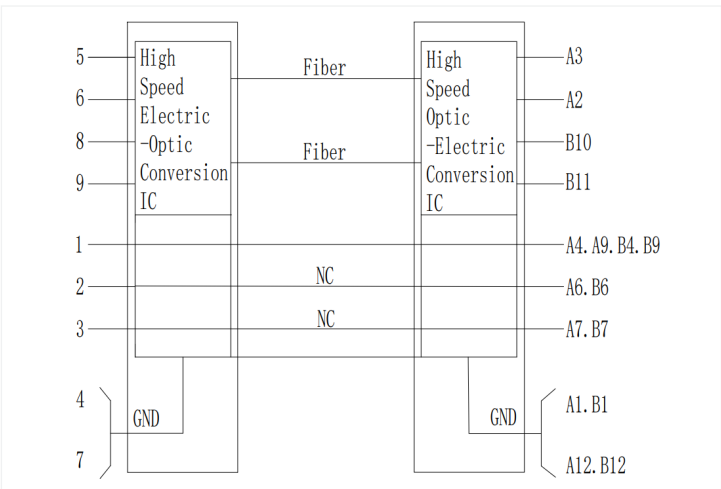 5
High
Speed
Electric
-Optic
Conversion
IC
Fiber
High
Speed
Optic
-Electric
Conversion
IC
A3
6
A2
8
Fiber
B10
9
B11
1
A4. A9. B4. B9
2
NC
A6. B6
3
NC
A7. B7
4
GND
GND
A1. B1
7
A12. B12